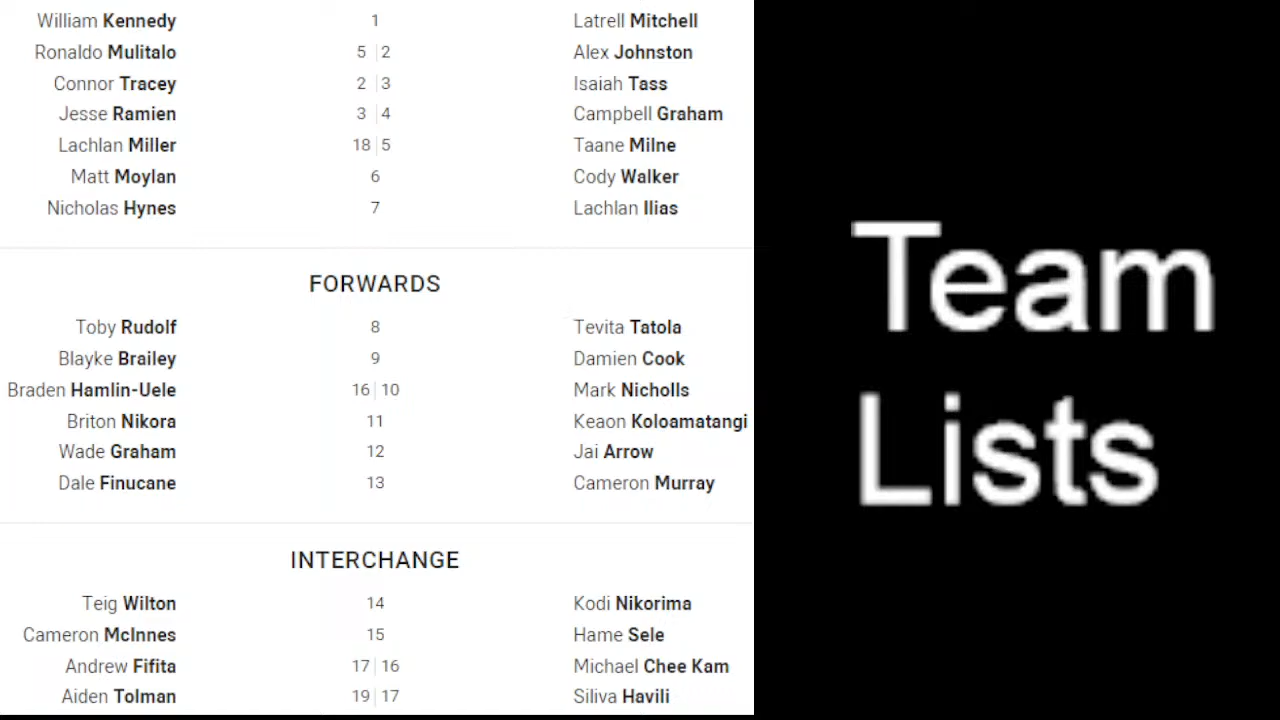 William Kennedy 1 Latrell Mitchell
Ronaldo Mulitalo 5 | 2 Alex Johnston
Connor Tracey 2 | 3 Isaiah Tass
Jesse Ramien 3 | 4 Campbell Graham
Lachlan Miller 18 | 5 Taane Milne
Matt Moylan 6 Cody Walker
Nicholas Hynes 7 Lachlan Ilias
FORWARDS
Toby Rudolf 8 Tevita Tatola
Blayke Brailey 9 Damien Cook
Braden Hamlin-Uele 16 | 10 Mark Nicholls
Briton Nikora 11 Keaon Koloamatangi
Wade Graham 12 Jai Arrow
Dale Finucane 13 Cameron Murray
INTERCHANGE
Teig Wilton 14 Kodi Nikorima
Cameron McInnes 15 Hame Sele
Andrew Fifita 17 | 16 Michael Chee Kam
Aiden Tolman 19 | 17 Siliva Havili
Team
Lists